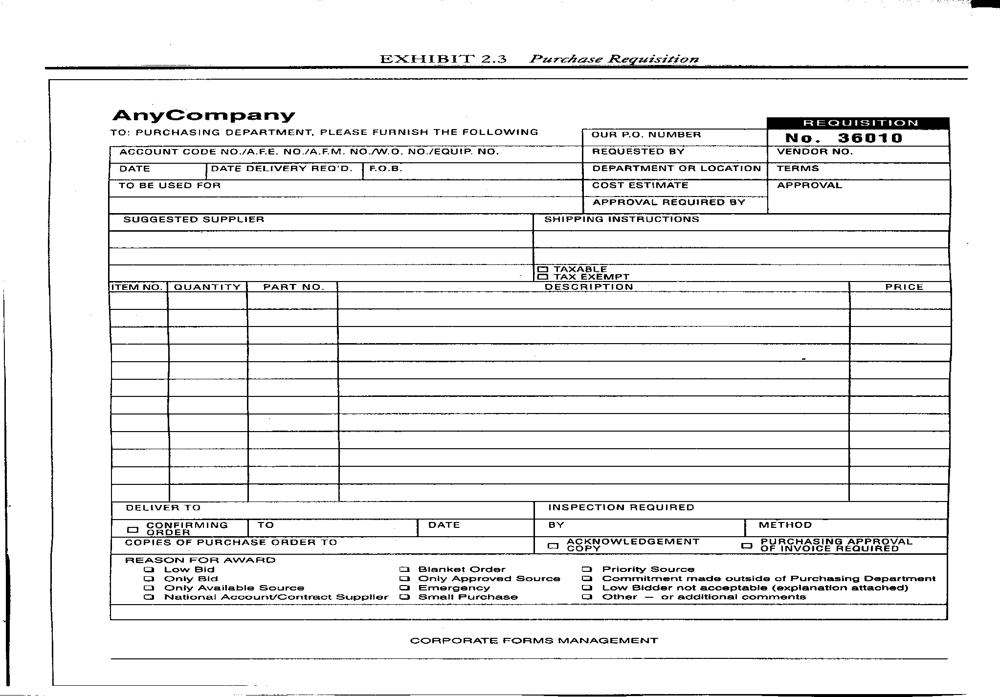 EXHIBIT 2.3 Purchase Requisition
AnyCompany
REQUISITION
TO: PURCHASING DEPARTMENT, PLEASE FURNISH THE FOLLOWING
OUR P.O. NUMBER
No. 36010
ACCOUNT CODE NO./A.F.E. NO./A.F.M. NO./W.O. NO./EQUIP. NO.
REQUESTED BY
VENDOR NO.
DATE
DATE DELIVERY REQ'D.
F.O.B.
DEPARTMENT OR LOCATION
TERMS
TO BE USED FOR
COST ESTIMATE
APPROVAL
APPROVAL REQUIRED BY
SUGGESTED SUPPLIER
SHIPPING INSTRUCTIONS
TAXABLE
TAX EXEMPT
ITEM NO. QUANTITY PART NO. DESCRIPTION PRICE
DELIVER TO
INSPECTION REQUIRED
CONFIRMING
ORDER
TO
DATE
BY
METHOD
COPIES OF PURCHASE ORDER TO
ACKNOWLEDGEMENT
COPY
PURCHASING APPROVAL
OF INVOICE REQUIRED
REASON FOR AWARD
Low Bid
Only Bid
Only Available Source
National Account/Contract Supplier
Blanket Order
Only Approved Source
Emergency
Small Purchase
Priority Source
Commitment made outside of Purchasing Department
Low Bidder not acceptable (explanation attached)
Other — or additional comments
CORPORATE FORMS MANAGEMENT